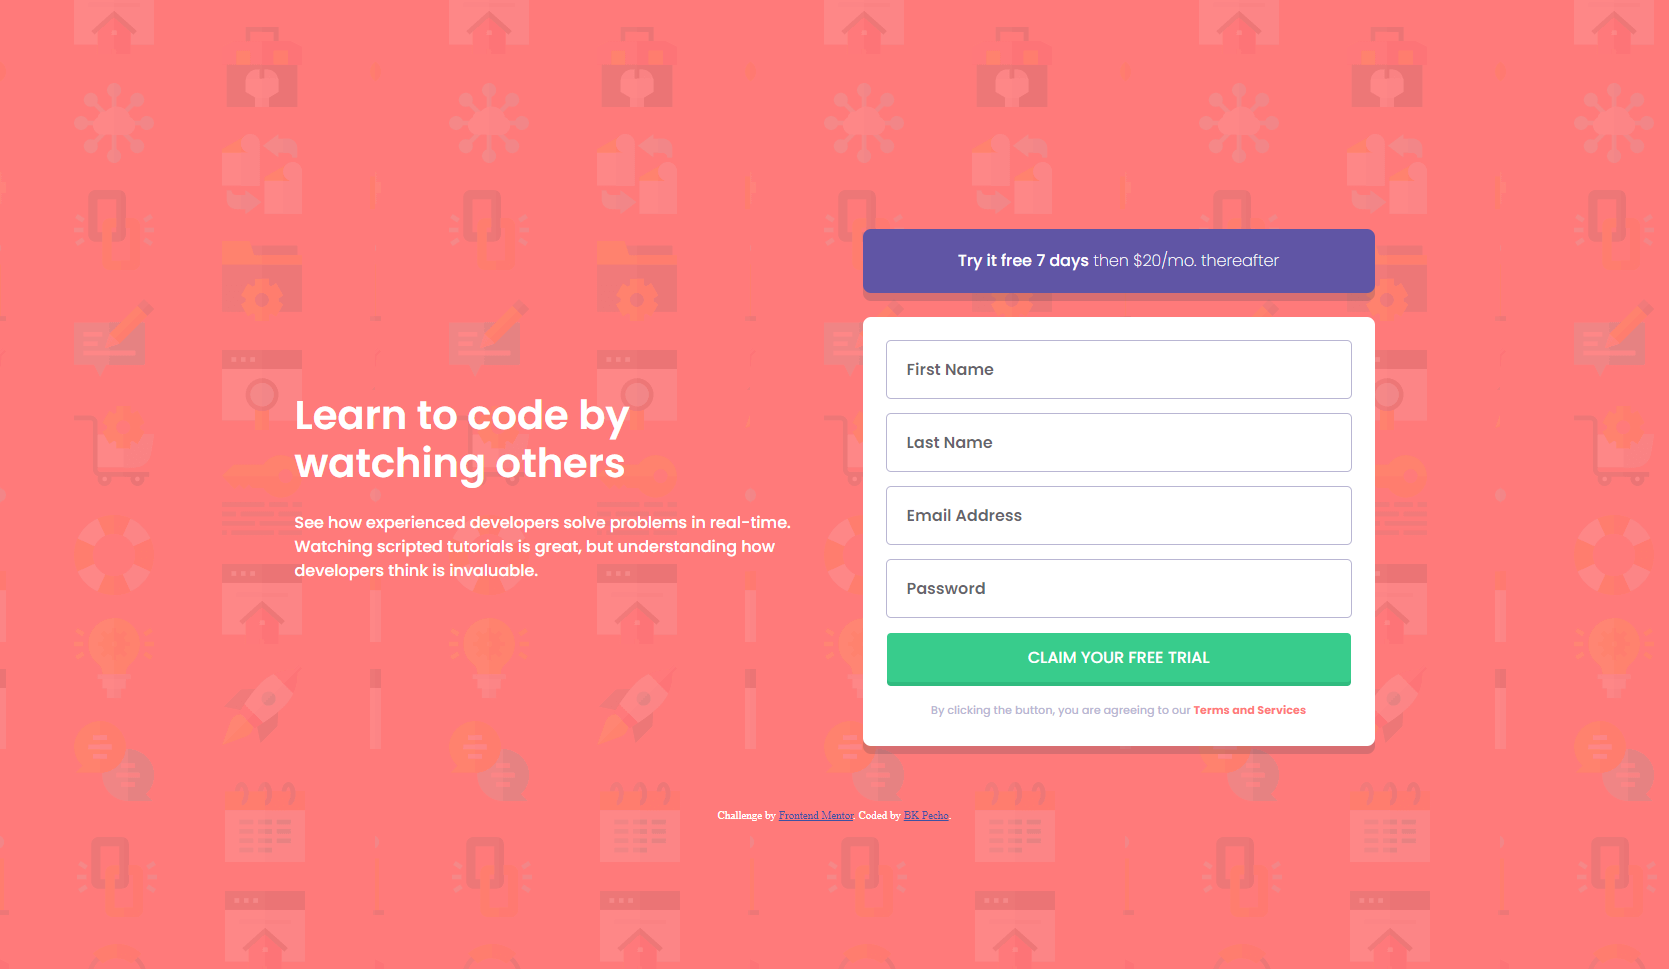 Learn to code by
watching others
See how experienced developers solve problems in real-time.
Watching scripted tutorials is great, but understanding how
developers think is invaluable.
Try it free 7 days then $20/mo. thereafter
First Name
Last Name
Email Address
Password
CLAIM YOUR FREE TRIAL
By clicking the button, you are agreeing to our Terms and Services
Challenge by Frontend Mentor. Coded by BK Pecho.